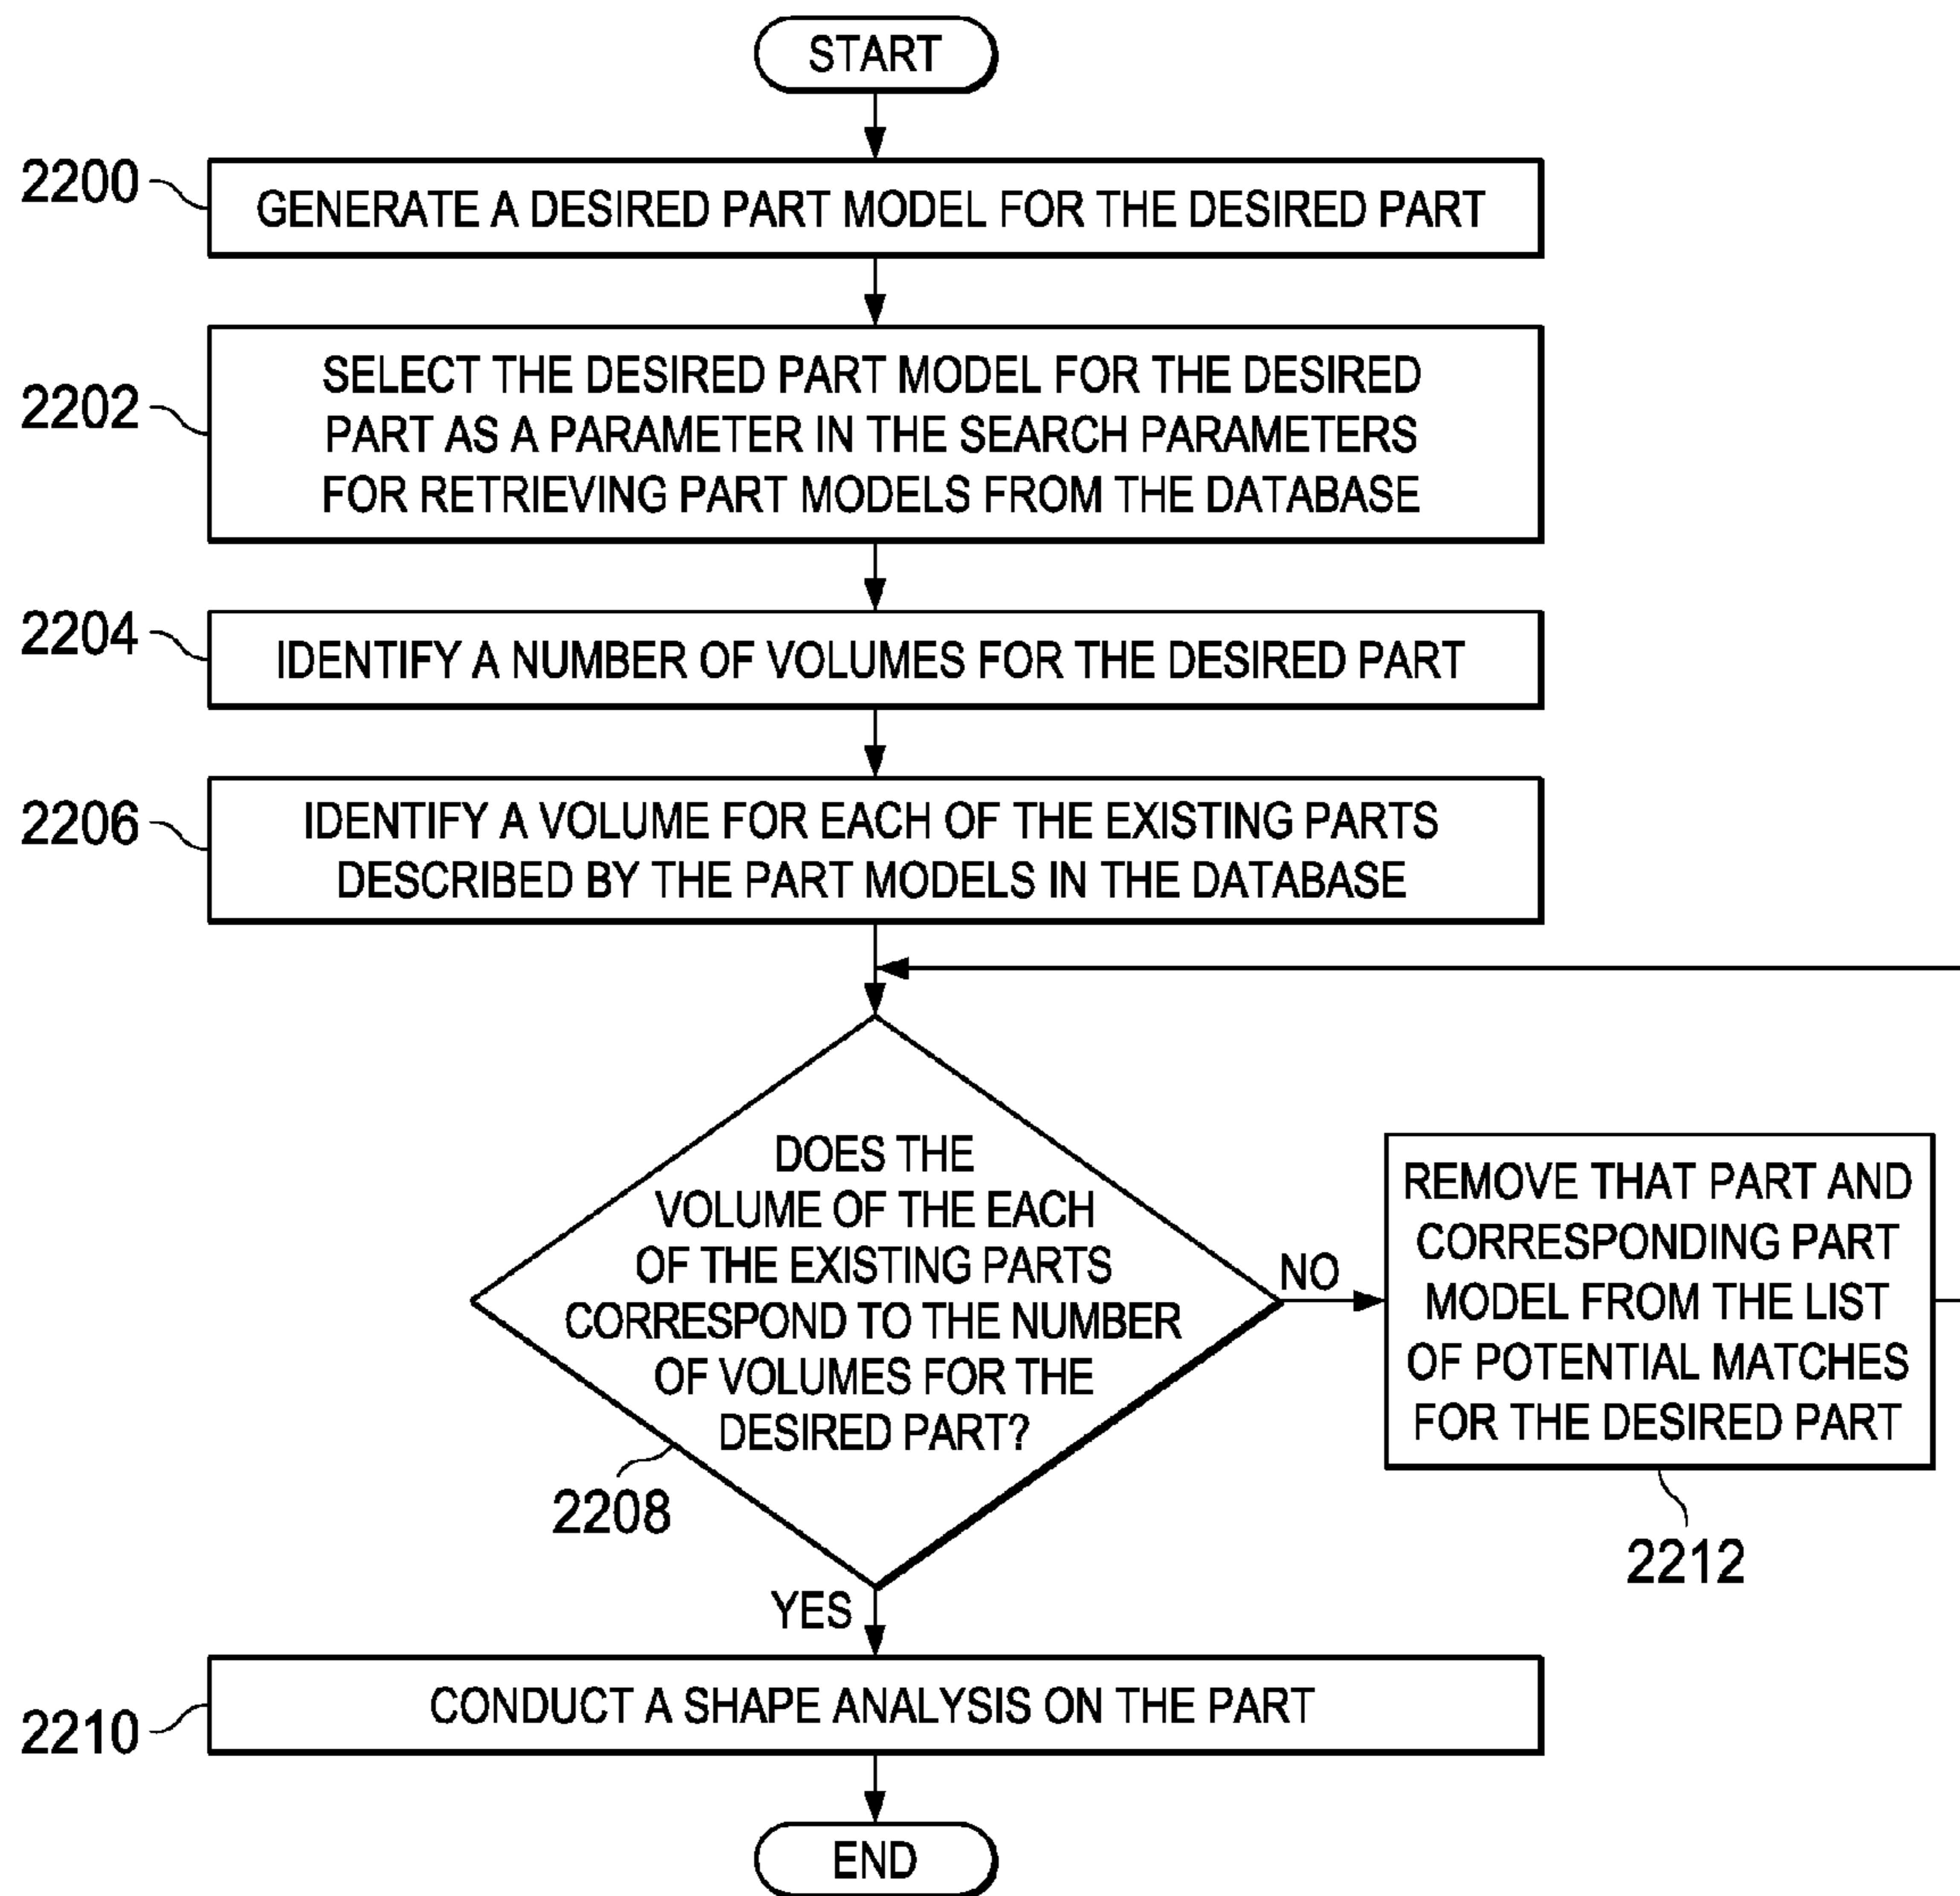 START
2200
GENERATE A DESIRED PART MODEL FOR THE DESIRED PART
2202
SELECT THE DESIRED PART MODEL FOR THE DESIRED
PART AS A PARAMETER IN THE SEARCH PARAMETERS
FOR RETRIEVING PART MODELS FROM THE DATABASE
2204
IDENTIFY A NUMBER OF VOLUMES FOR THE DESIRED PART
2206
IDENTIFY A VOLUME FOR EACH OF THE EXISTING PARTS
DESCRIBED BY THE PART MODELS IN THE DATABASE
DOES THE
VOLUME OF THE EACH
OF THE EXISTING PARTS
CORRESPOND TO THE NUMBER
OF VOLUMES FOR THE
DESIRED PART?
2208
NO
REMOVE THAT PART AND
CORRESPONDING PART
MODEL FROM THE LIST
OF POTENTIAL MATCHES
FOR THE DESIRED PART
2212
YES
2210
CONDUCT A SHAPE ANALYSIS ON THE PART
END